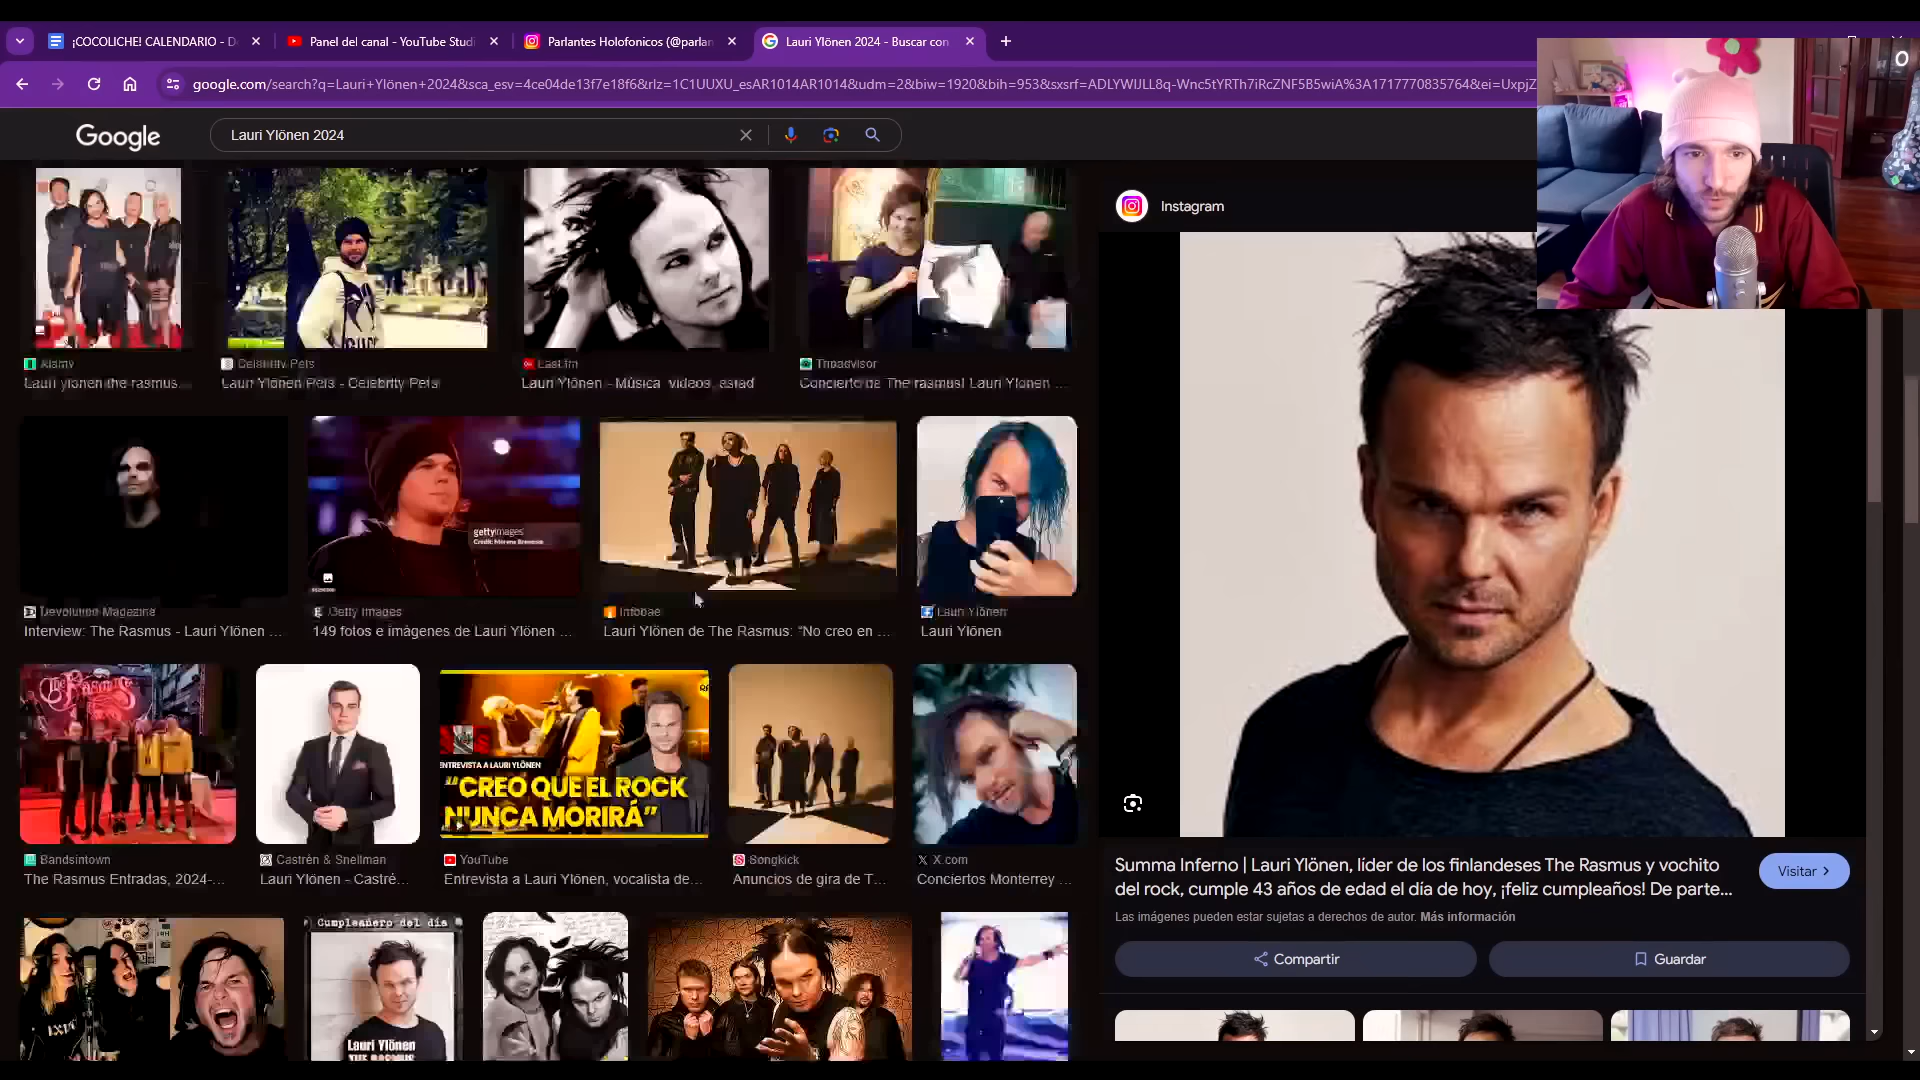 ¡COCOLICHE! CALENDARIO - D
Panel del canal - YouTube Studi
Parlantes Holofonicos (@parlan
Lauri Ylönen 2024 - Buscar con
google.com/search?q=Lauri+Ylönen+2024&sca_esv=4ce04de13f7e18f6&rlz=1C1UUXU_esAR1014AR1014&udm=2&biw=1920&bih=953&sxsrf=ADLYWIJLL8q-Wnc5tYRTh7iRcZNF5B5wiA%3A1717770835764&ei=UxpjZ
Google
Lauri Ylönen 2024
Instagram
Alamy
Celebrity Pets
Last.fm
Tripadvisor
Lauri ylonen the rasmus.
Lauri Ylönen Pets - Celebrity Pets
Lauri Ylönen - Música, videos, estad
Concierto de The rasmus! Lauri Ylonen ...
gettyimages
Devolution Magazine
Getty Images
Infobae
Lauri Ylönen
Interview: The Rasmus - Lauri Ylönen ...
149 fotos e imágenes de Lauri Ylönen ...
Lauri Ylönen de The Rasmus: “No creo en ...
Lauri Ylönen
The Rasmus
ENTREVISTA A LAURI YLÖNEN
“CREO QUE EL ROCK
NUNCA MORIRÁ”
Bandsintown
Castrén & Snellman
YouTube
Songkick
X.com
The Rasmus Entradas, 2024-...
Lauri Ylönen - Castré...
Entrevista a Lauri Ylönen, vocalista de...
Anuncios de gira de T...
Conciertos Monterrey ...
Summa Inferno | Lauri Ylönen, líder de los finlandeses The Rasmus y vochito
del rock, cumple 43 años de edad el día de hoy, ¡feliz cumpleaños! De parte...
Visitar
Las imágenes pueden estar sujetas a derechos de autor. Más información
Compartir
Guardar
Cumpleañero del día
Lauri Ylönen
THE RASMUS